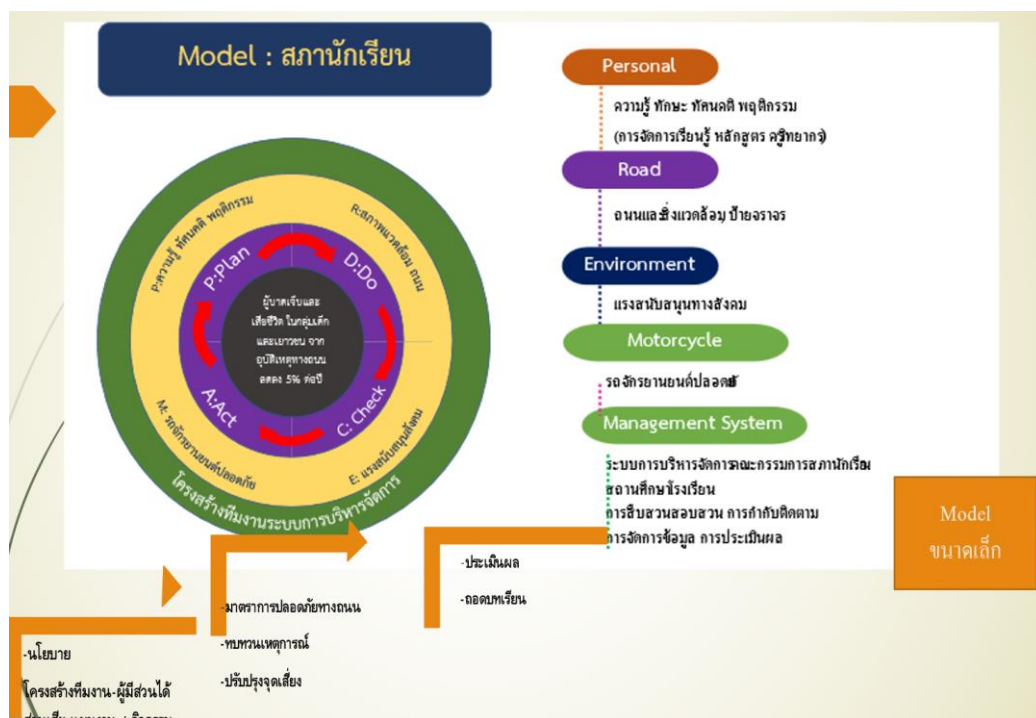 Model : สภานักเรียน
P:ความรู้ ทัศนคติ พฤติกรรม
R:สภาพแวดล้อม ถนน
P:Plan
D:Do
C: Check
A:Act
ผู้บาดเจ็บและ
เสียชีวิต ในกลุ่มเด็ก
และเยาวชน จาก
อุบัติเหตุทางถนน
ลดลง 5% ต่อปี
M: รถจักรยานยนต์ปลอดภัย
E: แรงสนับสนุนสังคม
โครงสร้างทีมงานระบบการบริหารจัดการ
Personal
ความรู้ ทักษะ ทัศนคติ พฤติกรรม
(การจัดการเรียนรู้ หลักสูตร ครูวิทยากร)
Road
ถนนและสิ่งแวดล้อม ป้ายจราจร
Environment
แรงสนับสนุนทางสังคม
Motorcycle
รถจักรยานยนต์ปลอดภัย
Management System
ระบบการบริหารจัดการคณะกรรมการสภานักเรียน
สถานศึกษาโรงเรียน
การสืบสวนสอบสวน การกำกับติดตาม
การจัดการข้อมูล การประเมินผล
Model
ขนาดเล็ก
-ประเมินผล
-ถอดบทเรียน
-มาตราการปลอดภัยทางถนน
-ทบทวนเหตุการณ์
-ปรับปรุงจุดเสี่ยง
-นโยบาย
โครงสร้างทีมงาน-ผู้มีส่วนได้